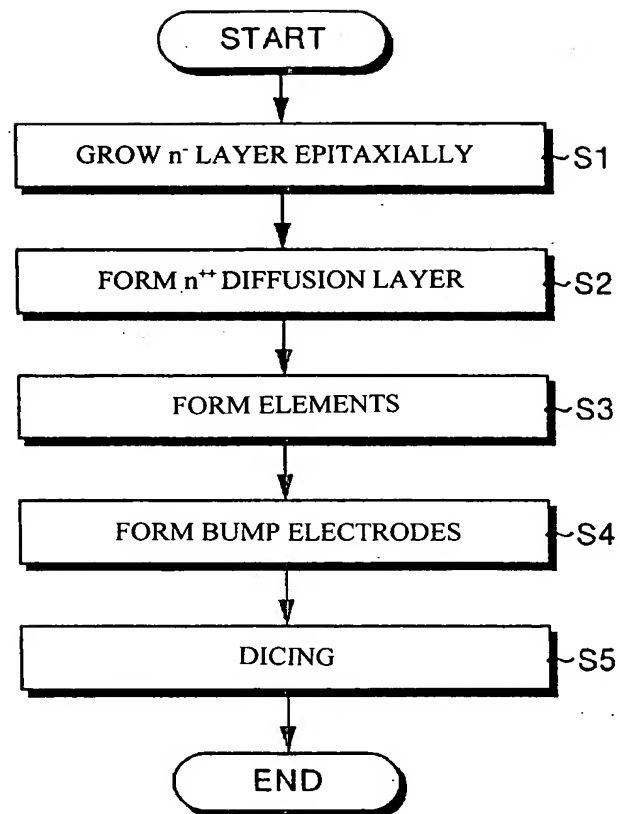 START
GROW n⁻ LAYER EPITAXIALLY
S1
FORM n⁺⁺ DIFFUSION LAYER
S2
FORM ELEMENTS
S3
FORM BUMP ELECTRODES
S4
DICING
S5
END